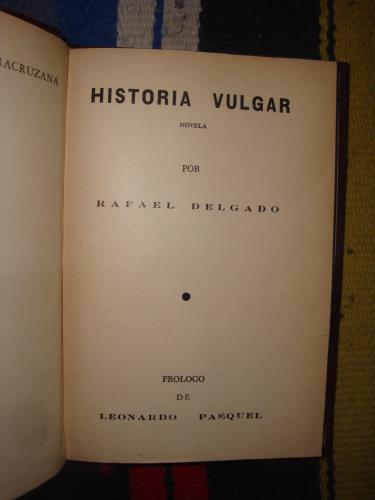 RACRUZANA
HISTORIA VULGAR
NOVELA
POR
RAFAEL DELGADO
PROLOGO
DE
LEONARDO PASQUEL